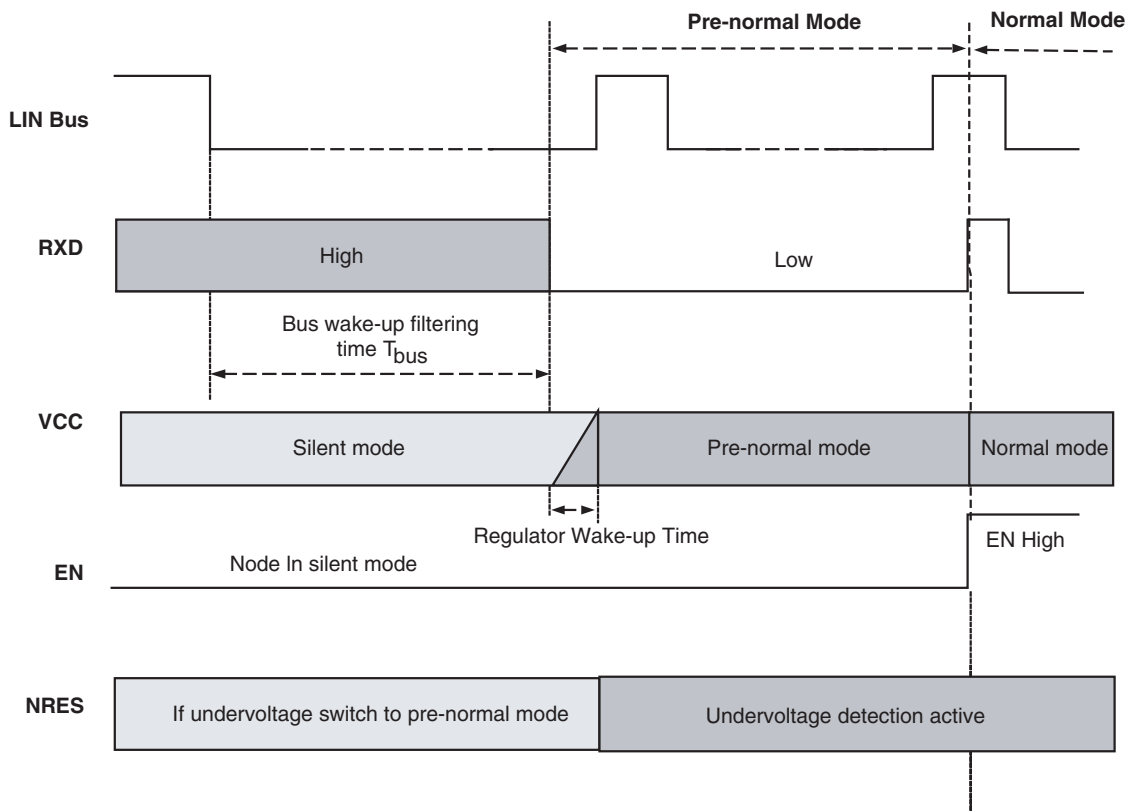 Pre-normal Mode
Normal Mode
LIN Bus
RXD
High
Low
Bus wake-up filtering
time Tbus
VCC
Silent mode
Pre-normal mode
Normal mode
Regulator Wake-up Time
EN High
Node In silent mode
EN
NRES
If undervoltage switch to pre-normal mode
Undervoltage detection active